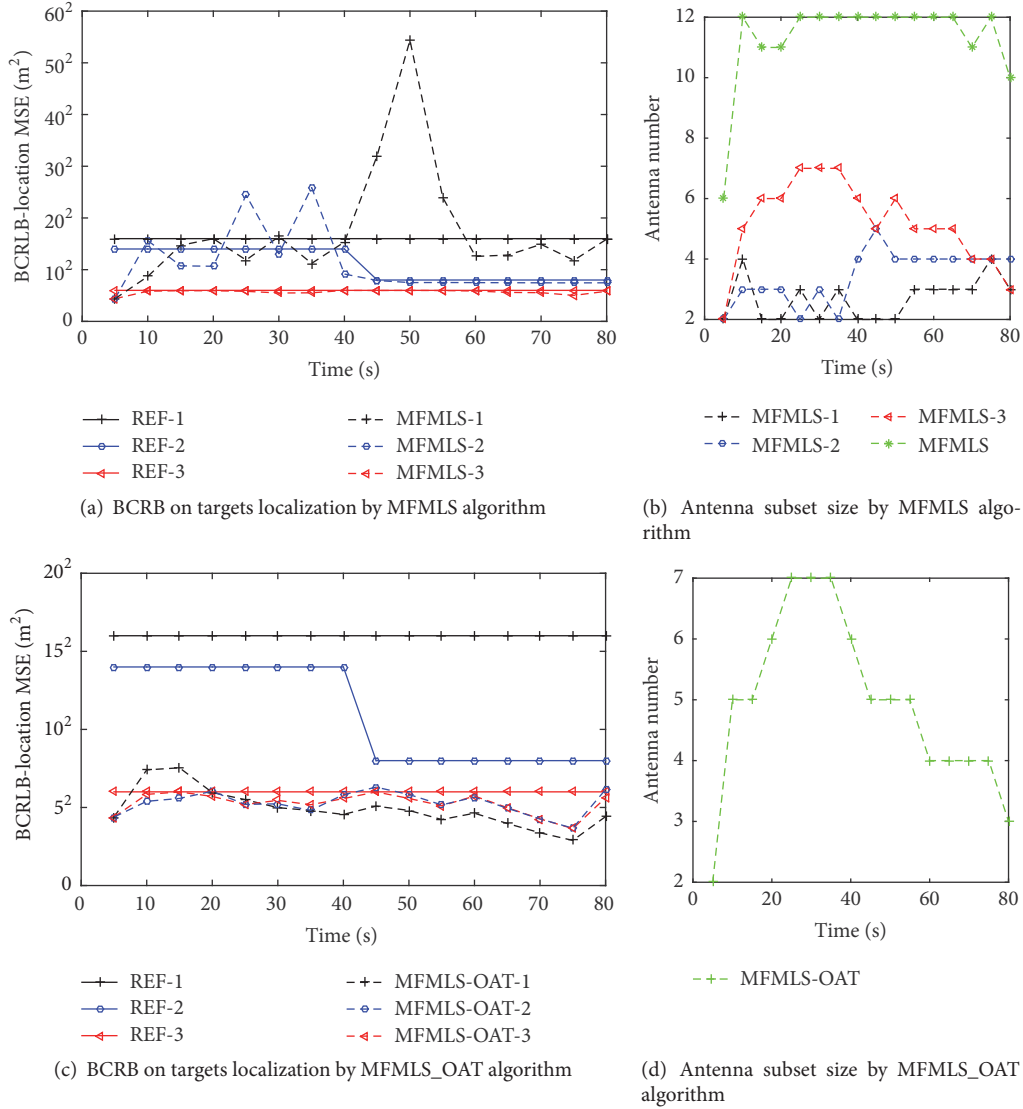 60²
50²
40²
30²
20²
10²
0
BCRLB-location MSE (m²)
0 10 20 30 40 50 60 70 80
Time (s)
REF-1
REF-2
REF-3
MFMLS-1
MFMLS-2
MFMLS-3
(a) BCRB on targets localization by MFMLS algorithm
12
10
8
6
4
2
Antenna number
0 20 40 60 80
Time (s)
MFMLS-1
MFMLS-2
MFMLS-3
MFMLS
(b) Antenna subset size by MFMLS algo-
rithm
20²
15²
10²
5²
0
BCRLB-location MSE (m²)
0 10 20 30 40 50 60 70 80
Time (s)
REF-1
REF-2
REF-3
MFMLS-OAT-1
MFMLS-OAT-2
MFMLS-OAT-3
(c) BCRB on targets localization by MFMLS_OAT algorithm
7
6
5
4
3
2
Antenna number
0 20 40 60 80
Time (s)
MFMLS-OAT
(d) Antenna subset size by MFMLS_OAT
algorithm